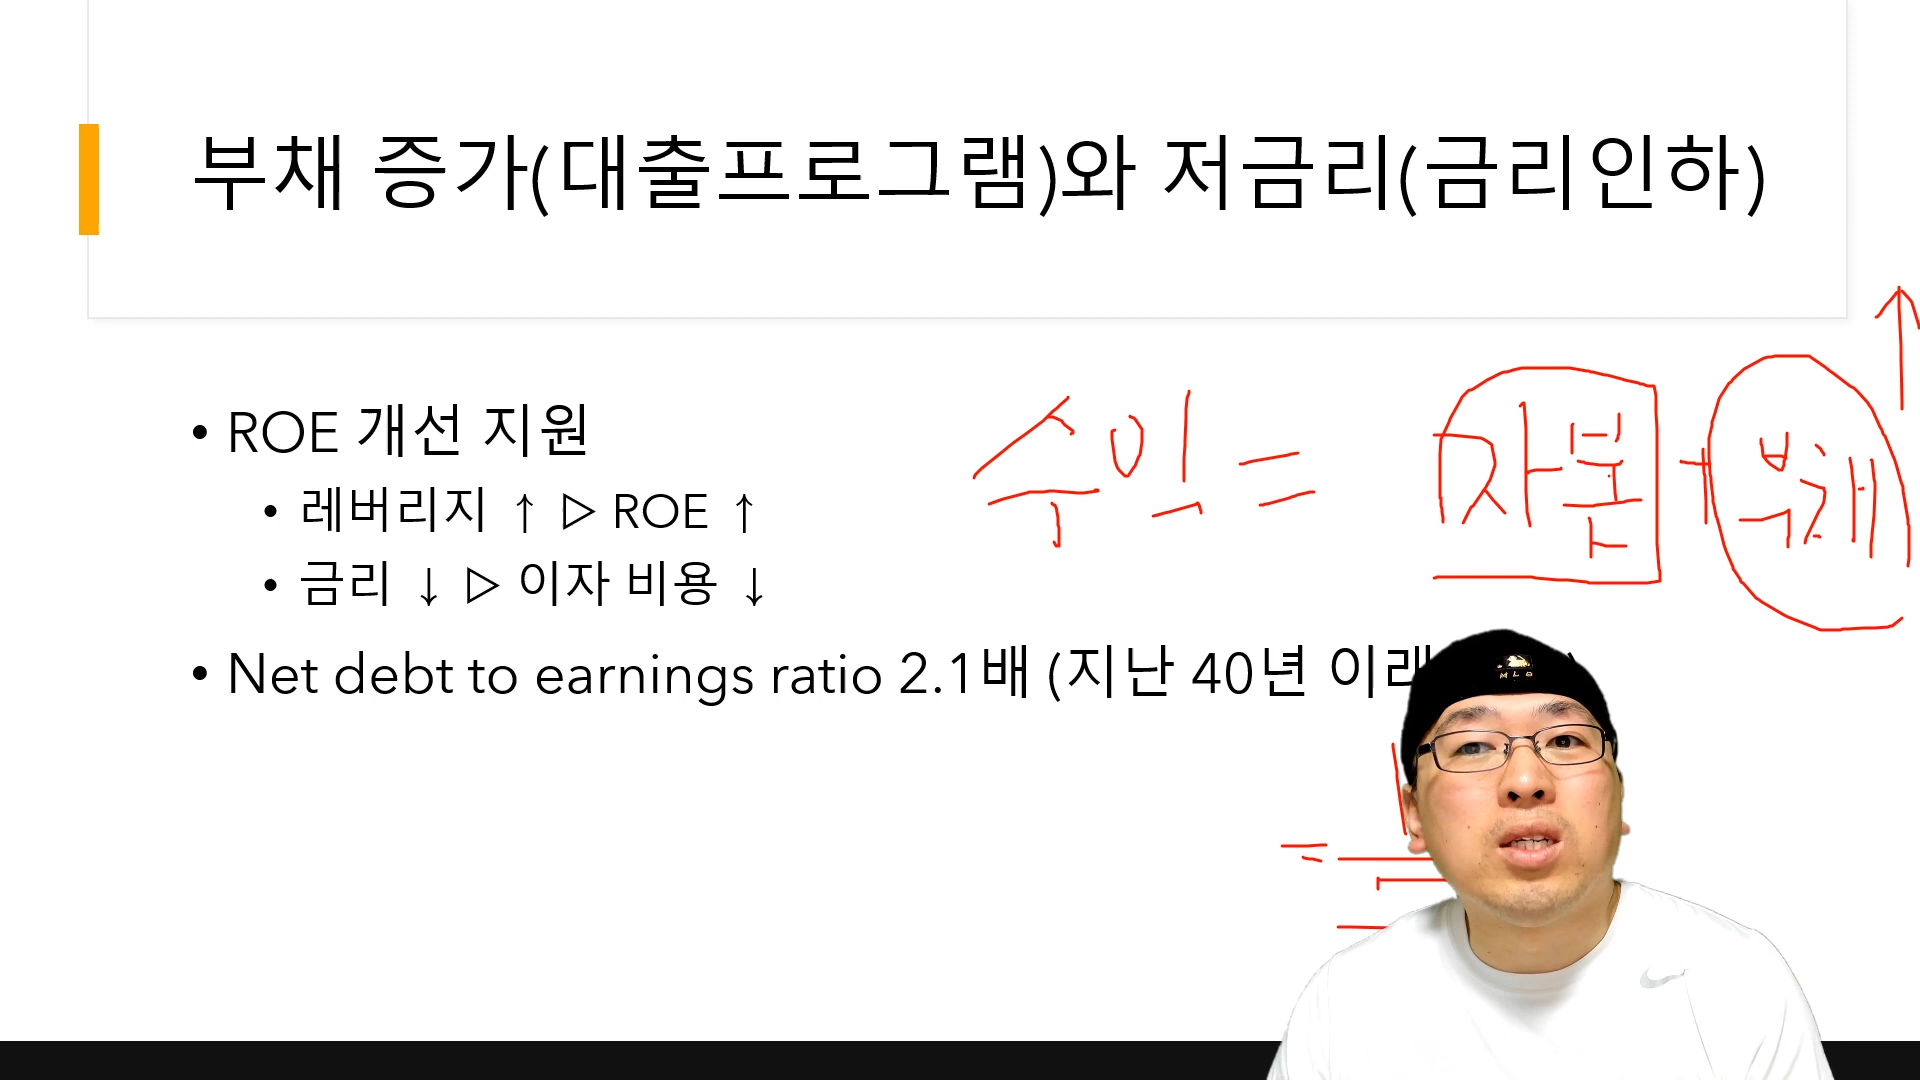 부채 증가(대출프로그램)와 저금리(금리인하)
• ROE 개선 지원
수익 = 자본 + 부채 ↑
• 레버리지 ↑ ▷ ROE ↑
• 금리 ↓ ▷ 이자 비용 ↓
• Net debt to earnings ratio 2.1배 (지난 40년 이래
MLB